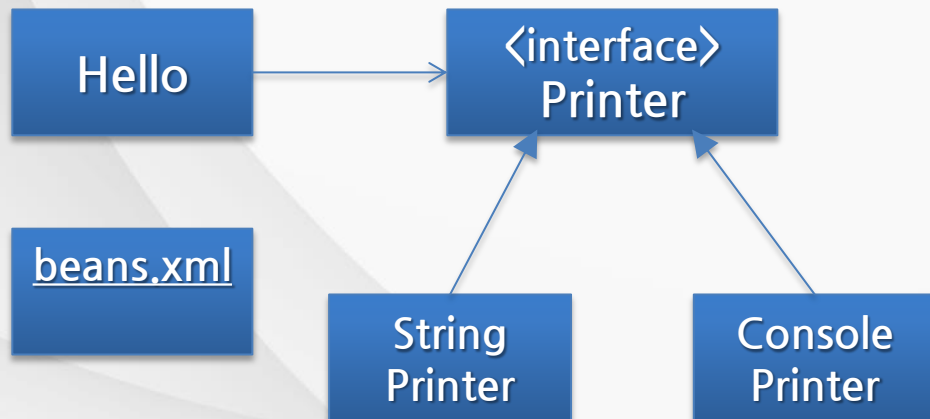 Hello
<interface>
Printer
beans.xml
String
Printer
Console
Printer